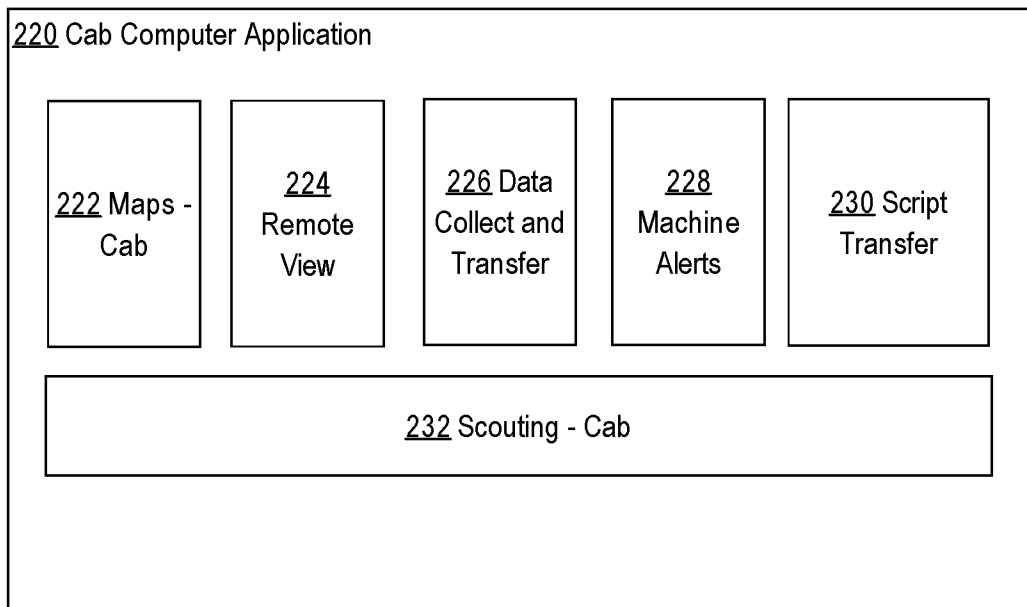 220 Cab Computer Application
222 Maps -
Cab
224
Remote
View
226 Data
Collect and
Transfer
228
Machine
Alerts
230 Script
Transfer
232 Scouting - Cab